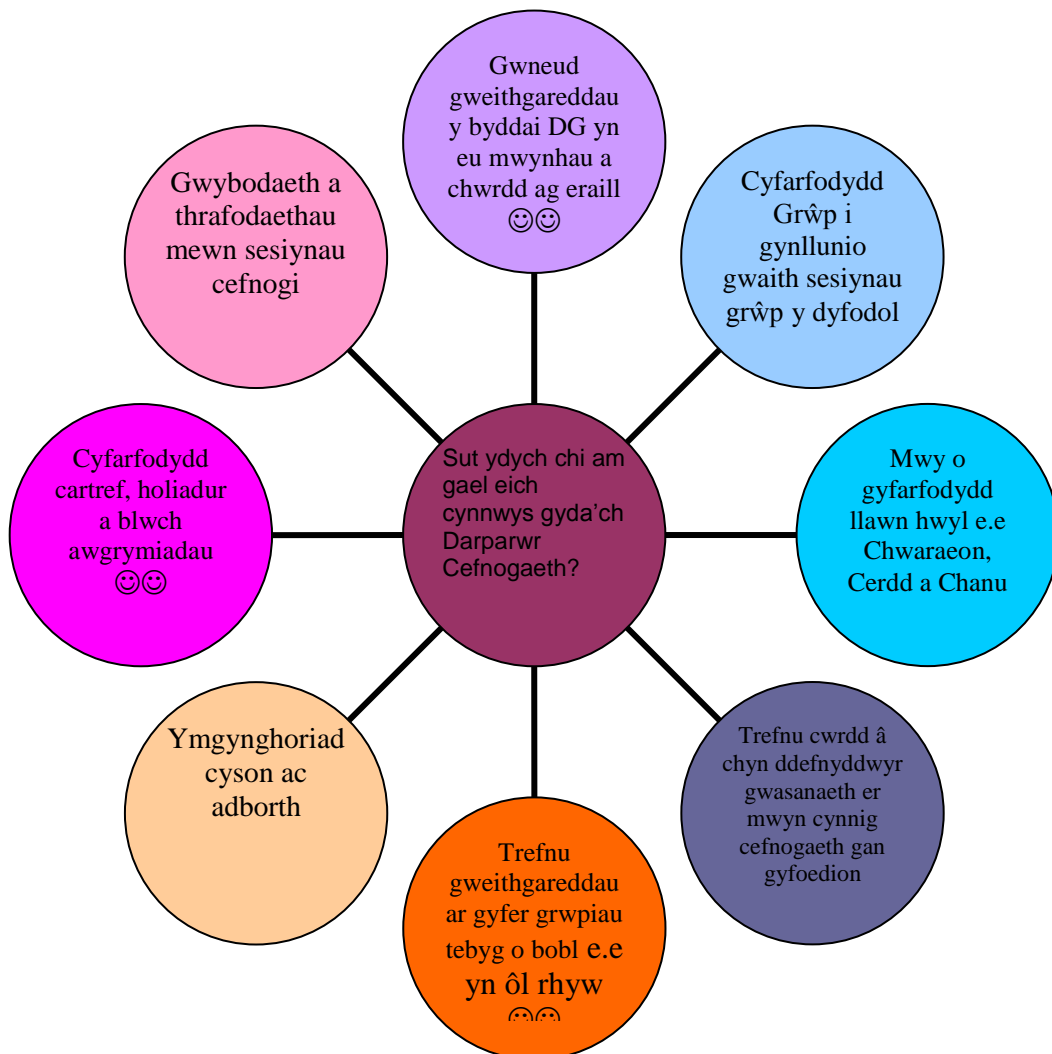 Gwneud
gweithgareddau
y byddai DG yn
eu mwynhau a
chwrdd ag eraill
☺☺
Cyfarfodydd
Grŵp i
gynllunio
gwaith sesiynau
grŵp y dyfodol
Mwy o
gyfarfodydd
llawn hwyl e.e
Chwaraeon,
Cerdd a Chanu
Trefnu cwrdd â
chyn ddefnyddwyr
gwasanaeth er
mwyn cynnig
cefnogaeth gan
gyfoedion
Trefnu
gweithgareddau
ar gyfer grwpiau
tebyg o bobl e.e
yn ôl rhyw
☺☺
Ymgynghoriad
cyson ac
adborth
Cyfarfodydd
cartref, holiadur
a blwch
awgrymiadau
☺☺
Gwybodaeth a
thrafodaethau
mewn sesiynau
cefnogi
Sut ydych chi am
gael eich
cynnwys gyda'ch
Darparwr
Cefnogaeth?